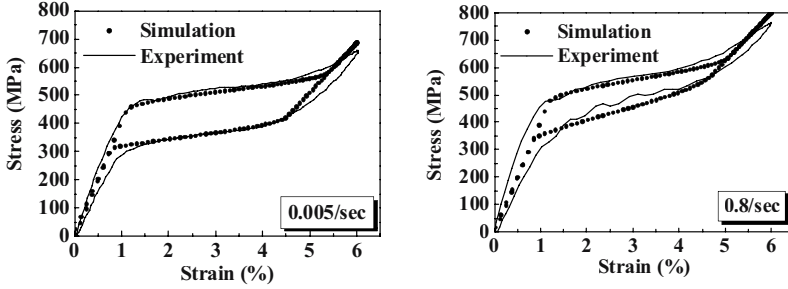 800
700
600
500
400
300
200
100
0
Stress (MPa)
Simulation
Experiment
0.005/sec
0 1 2 3 4 5 6
Strain (%)
800
700
600
500
400
300
200
100
0
Stress (MPa)
Simulation
Experiment
0.8/sec
0 1 2 3 4 5 6
Strain (%)